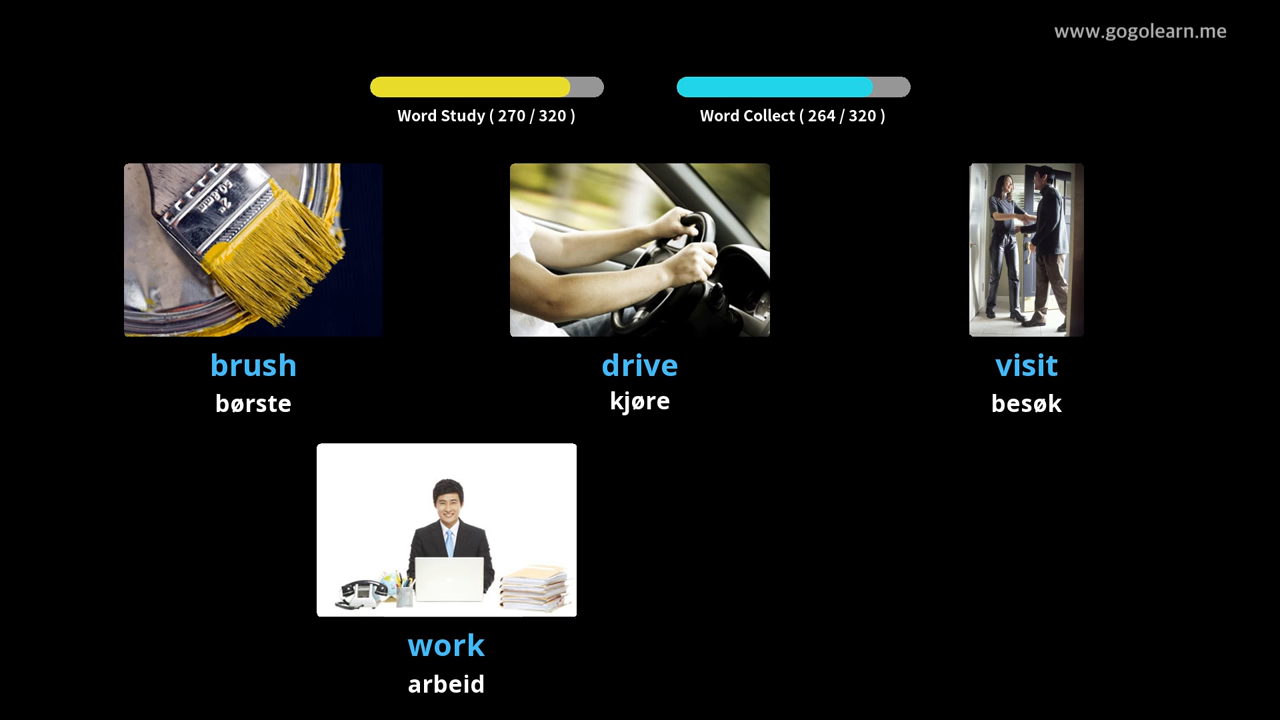 www.gogolearn.me
Word Study ( 270 / 320 )
Word Collect ( 264 / 320 )
brush
drive
visit
børste
kjøre
besøk
work
arbeid